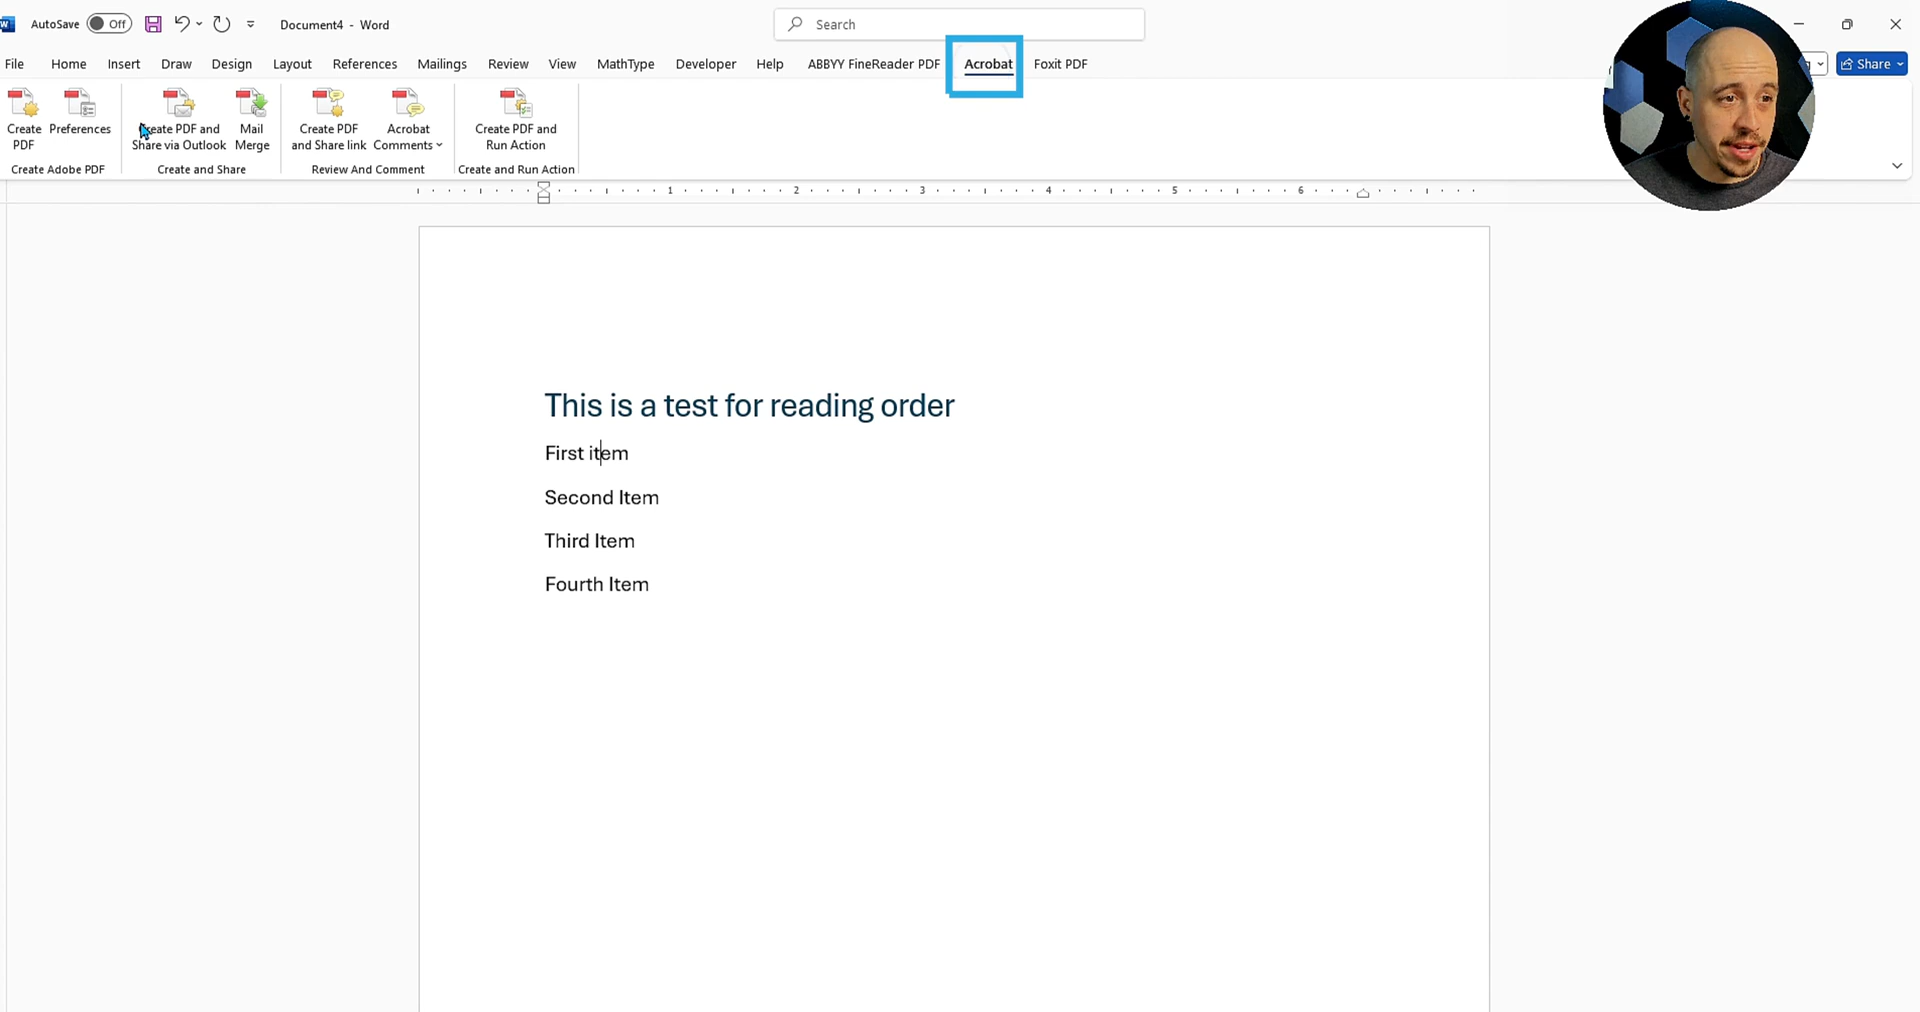 AutoSave Off Document4 - Word Search
File Home Insert Draw Design Layout References Mailings Review View MathType Developer Help ABBYY FineReader PDF Acrobat Foxit PDF Share
Create PDF
Preferences
Create PDF and Share via Outlook
Mail Merge
Create PDF and Share link
Acrobat Comments
Create PDF and Run Action
Create Adobe PDF Create and Share Review And Comment Create and Run Action
1 2 3 4 5 6
This is a test for reading order
First item
Second Item
Third Item
Fourth Item